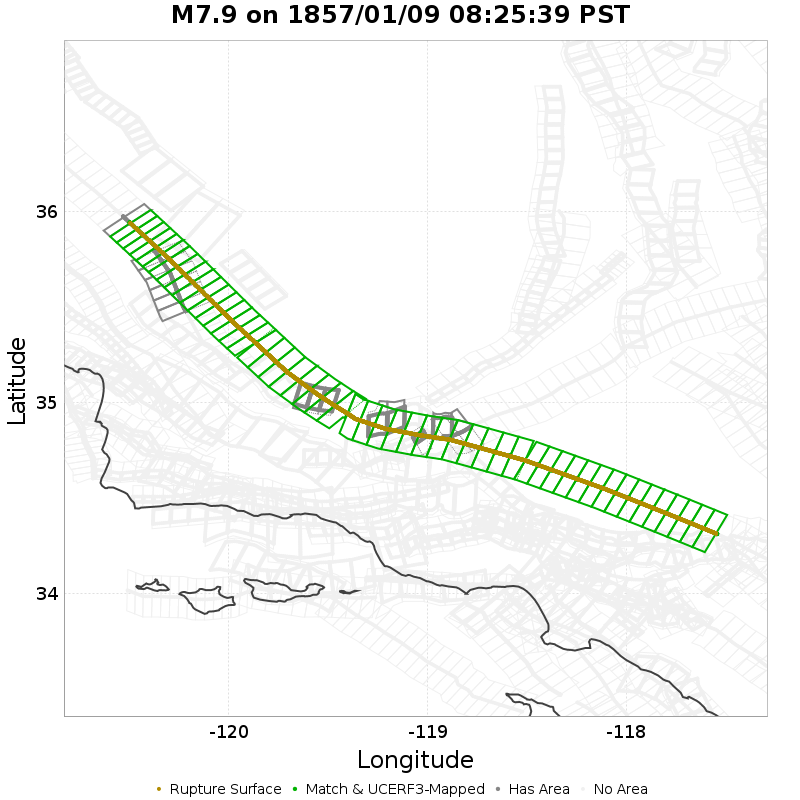 M7.9 on 1857/01/09 08:25:39 PST
Latitude
36
35
34
-120
-119
-118
Longitude
Rupture Surface
Match & UCERF3-Mapped
Has Area
No Area